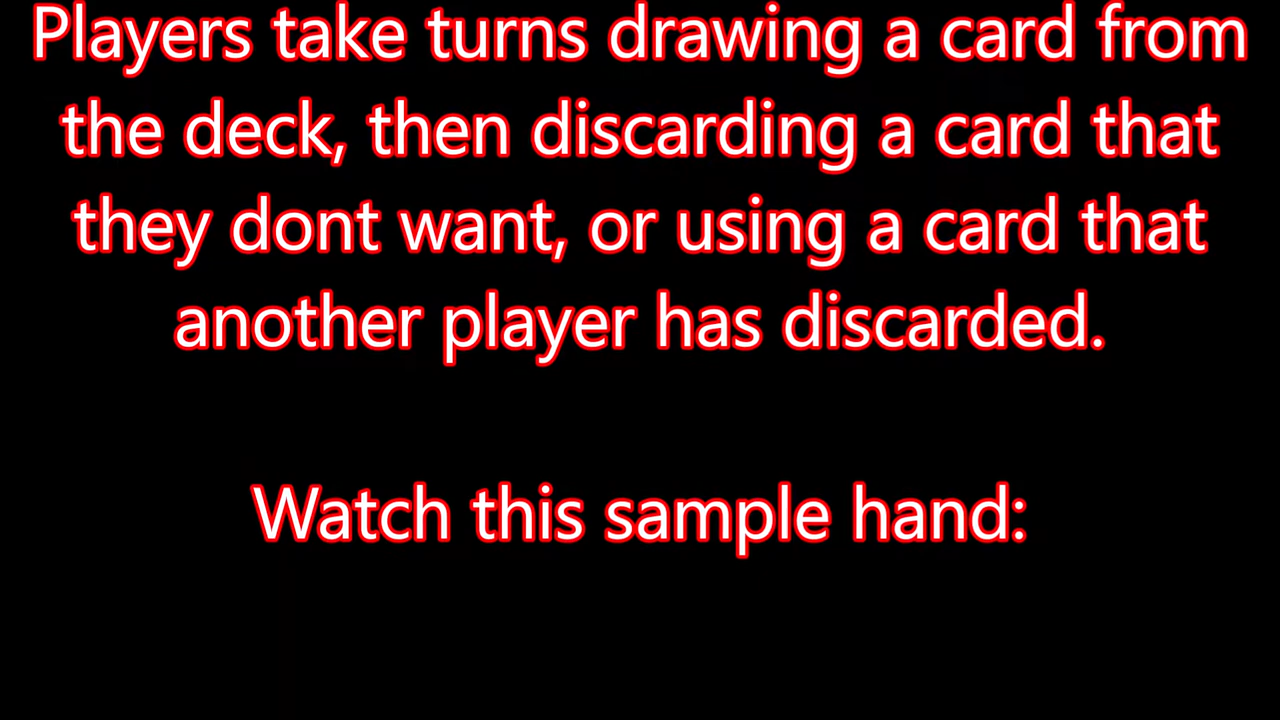 Players take turns drawing a card from
the deck, then discarding a card that
they dont want, or using a card that
another player has discarded.
Watch this sample hand: